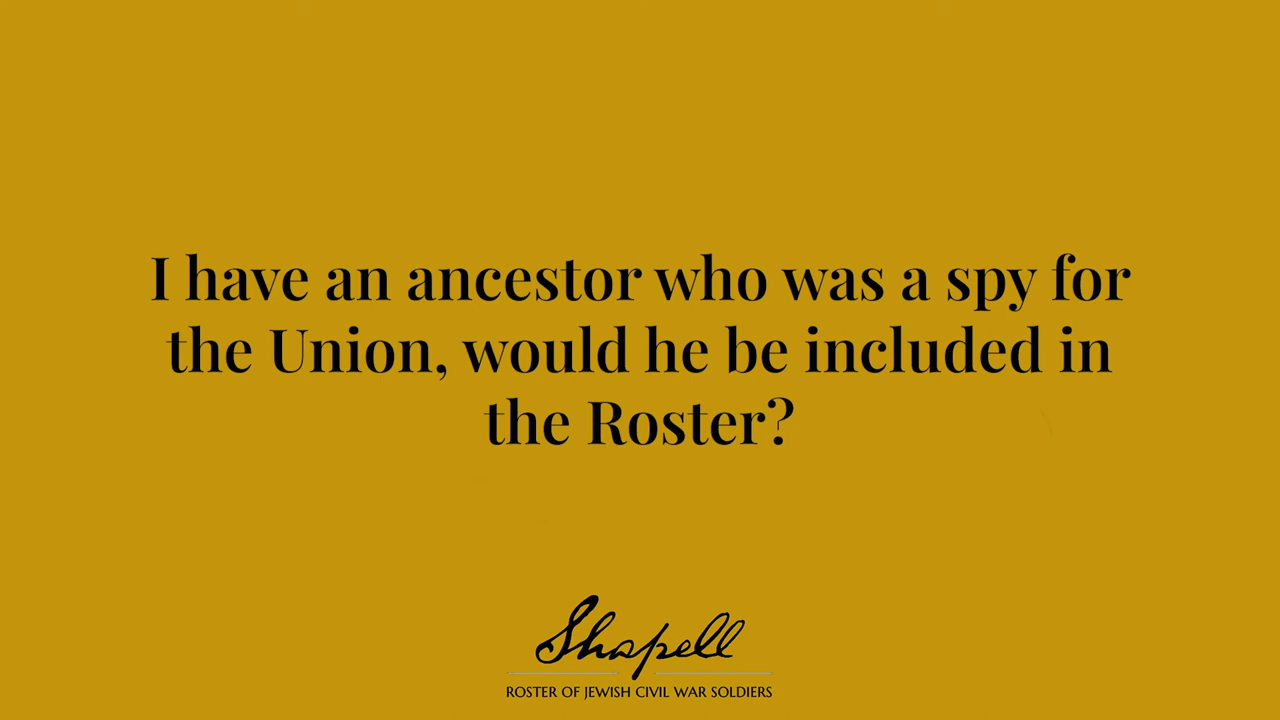 I have an ancestor who was a spy for
the Union, would he be included in
the Roster?
Shapell
ROSTER OF JEWISH CIVIL WAR SOLDIERS